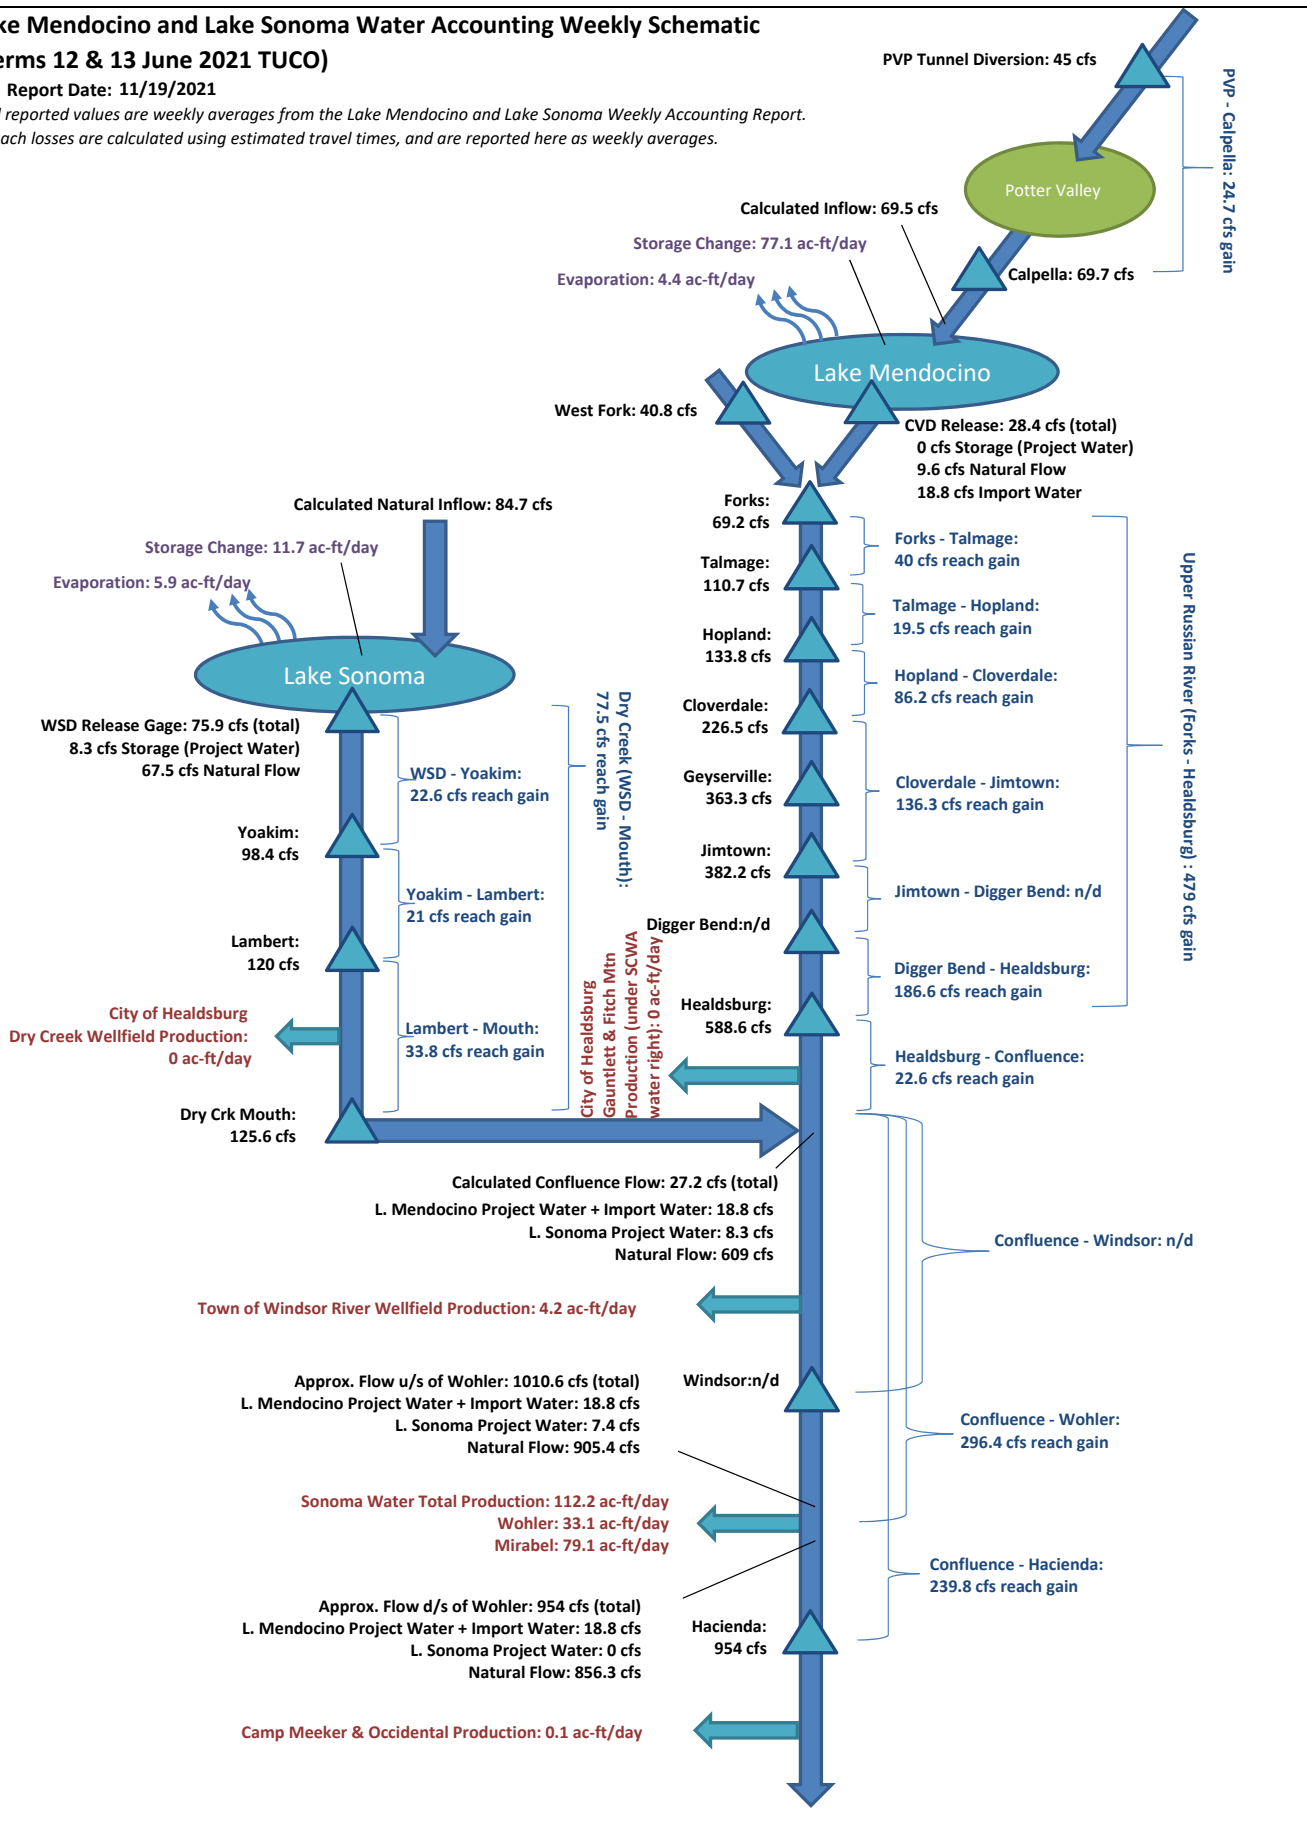 ke Mendocino and Lake Sonoma Water Accounting Weekly Schematic
erms 12 & 13 June 2021 TUCO)
Report Date: 11/19/2021
l reported values are weekly averages from the Lake Mendocino and Lake Sonoma Weekly Accounting Report.
ach losses are calculated using estimated travel times, and are reported here as weekly averages.
PVP Tunnel Diversion: 45 cfs
PVP - Calpella: 24.7 cfs gain
Potter Valley
Calculated Inflow: 69.5 cfs
Storage Change: 77.1 ac-ft/day
Evaporation: 4.4 ac-ft/day
Calpella: 69.7 cfs
Lake Mendocino
West Fork: 40.8 cfs
CVD Release: 28.4 cfs (total)
0 cfs Storage (Project Water)
9.6 cfs Natural Flow
18.8 cfs Import Water
Forks:
69.2 cfs
Forks - Talmage:
40 cfs reach gain
Talmage:
110.7 cfs
Talmage - Hopland:
19.5 cfs reach gain
Hopland:
133.8 cfs
Hopland - Cloverdale:
86.2 cfs reach gain
Cloverdale:
226.5 cfs
Geyserville:
363.3 cfs
Cloverdale - Jimtown:
136.3 cfs reach gain
Jimtown:
382.2 cfs
Jimtown - Digger Bend: n/d
Digger Bend:n/d
Digger Bend - Healdsburg:
186.6 cfs reach gain
Healdsburg:
588.6 cfs
Healdsburg - Confluence:
22.6 cfs reach gain
Upper Russian River (Forks - Healdsburg) : 479 cfs gain
Calculated Natural Inflow: 84.7 cfs
Storage Change: 11.7 ac-ft/day
Evaporation: 5.9 ac-ft/day
Lake Sonoma
WSD Release Gage: 75.9 cfs (total)
8.3 cfs Storage (Project Water)
67.5 cfs Natural Flow
WSD - Yoakim:
22.6 cfs reach gain
Yoakim:
98.4 cfs
Yoakim - Lambert:
21 cfs reach gain
Lambert:
120 cfs
Lambert - Mouth:
33.8 cfs reach gain
Dry Creek (WSD - Mouth):
77.5 cfs reach gain
City of Healdsburg
Dry Creek Wellfield Production:
0 ac-ft/day
City of Healdsburg
Gauntlett & Fitch Mtn
Production (under SCWA
water right): 0 ac-ft/day
Dry Crk Mouth:
125.6 cfs
Calculated Confluence Flow: 27.2 cfs (total)
L. Mendocino Project Water + Import Water: 18.8 cfs
L. Sonoma Project Water: 8.3 cfs
Natural Flow: 609 cfs
Confluence - Windsor: n/d
Town of Windsor River Wellfield Production: 4.2 ac-ft/day
Windsor:n/d
Approx. Flow u/s of Wohler: 1010.6 cfs (total)
L. Mendocino Project Water + Import Water: 18.8 cfs
L. Sonoma Project Water: 7.4 cfs
Natural Flow: 905.4 cfs
Confluence - Wohler:
296.4 cfs reach gain
Sonoma Water Total Production: 112.2 ac-ft/day
Wohler: 33.1 ac-ft/day
Mirabel: 79.1 ac-ft/day
Confluence - Hacienda:
239.8 cfs reach gain
Approx. Flow d/s of Wohler: 954 cfs (total)
L. Mendocino Project Water + Import Water: 18.8 cfs
L. Sonoma Project Water: 0 cfs
Natural Flow: 856.3 cfs
Hacienda:
954 cfs
Camp Meeker & Occidental Production: 0.1 ac-ft/day